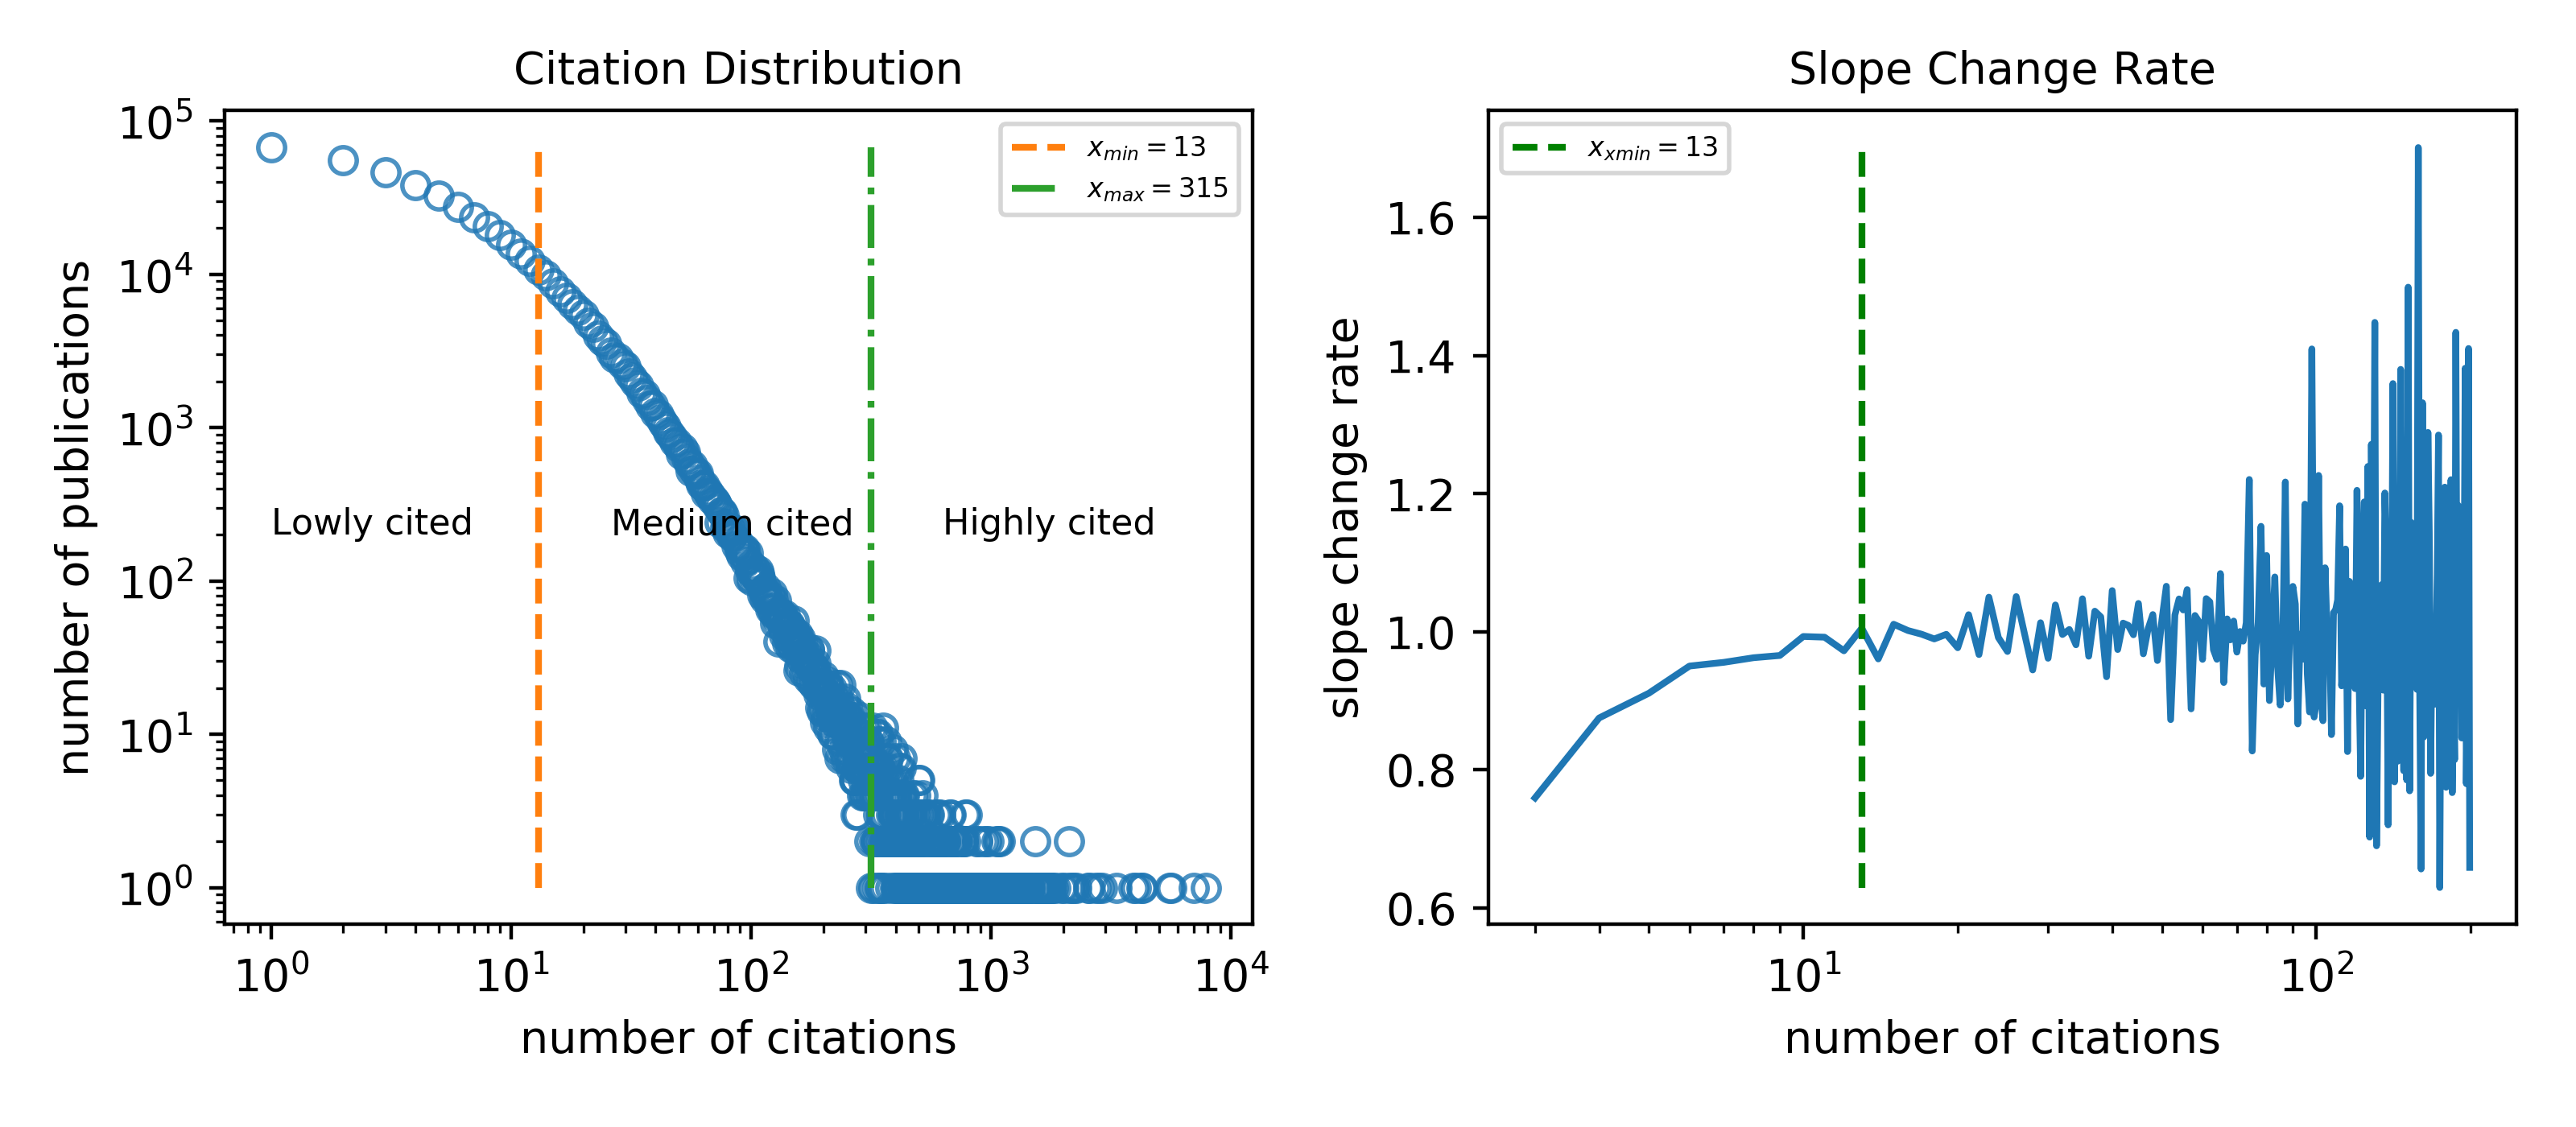 Citation Distribution
number of publications
10^5
10^4
10^3
10^2
10^1
10^0
x_min = 13
x_max = 315
Lowly cited
Medium cited
Highly cited
10^0 10^1 10^2 10^3 10^4
number of citations
Slope Change Rate
slope change rate
x_xmin = 13
1.6
1.4
1.2
1.0
0.8
0.6
10^1 10^2
number of citations